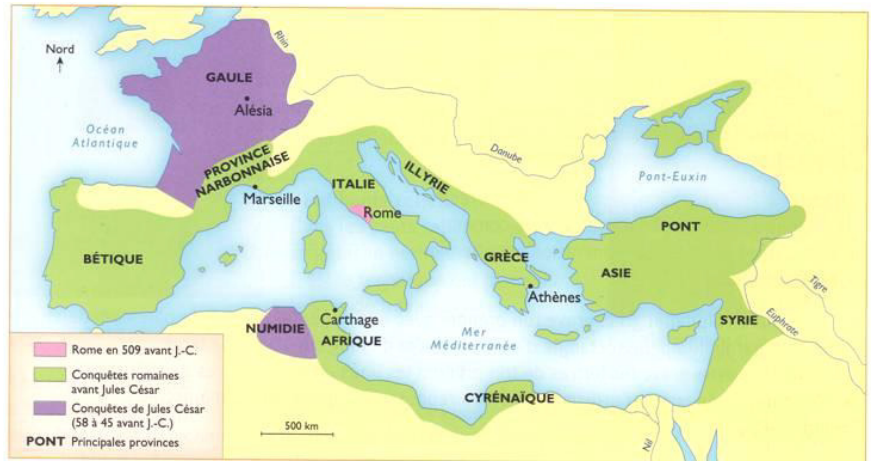 Nord
Rhin
GAULE
Alésia
Océan
Atlantique
Danube
PROVINCE
NARBONNAISE
ILLYRIE
Pont-Euxin
ITALIE
Marseille
Rome
PONT
BÉTIQUE
GRÈCE
ASIE
Athènes
Tigre
Euphrate
SYRIE
Carthage
NUMIDIE
AFRIQUE
Mer
Méditerranée
CYRÉNAÏQUE
Nil
500 km
Rome en 509 avant J.-C.
Conquêtes romaines
avant Jules César
Conquêtes de Jules César
(58 à 45 avant J.-C.)
PONT Principales provinces